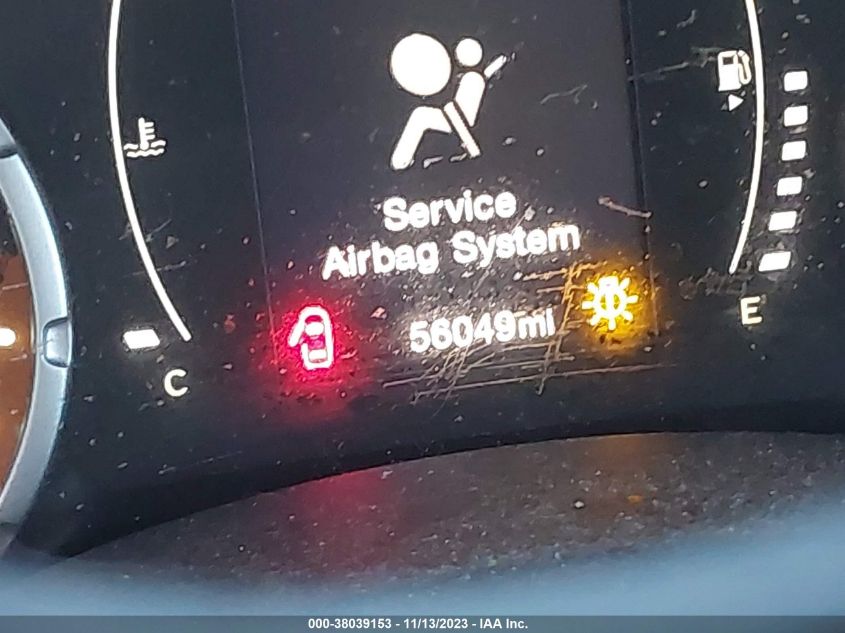 Service
Airbag System
56049mi
E
C
000-38039153 - 11/13/2023 - IAA Inc.